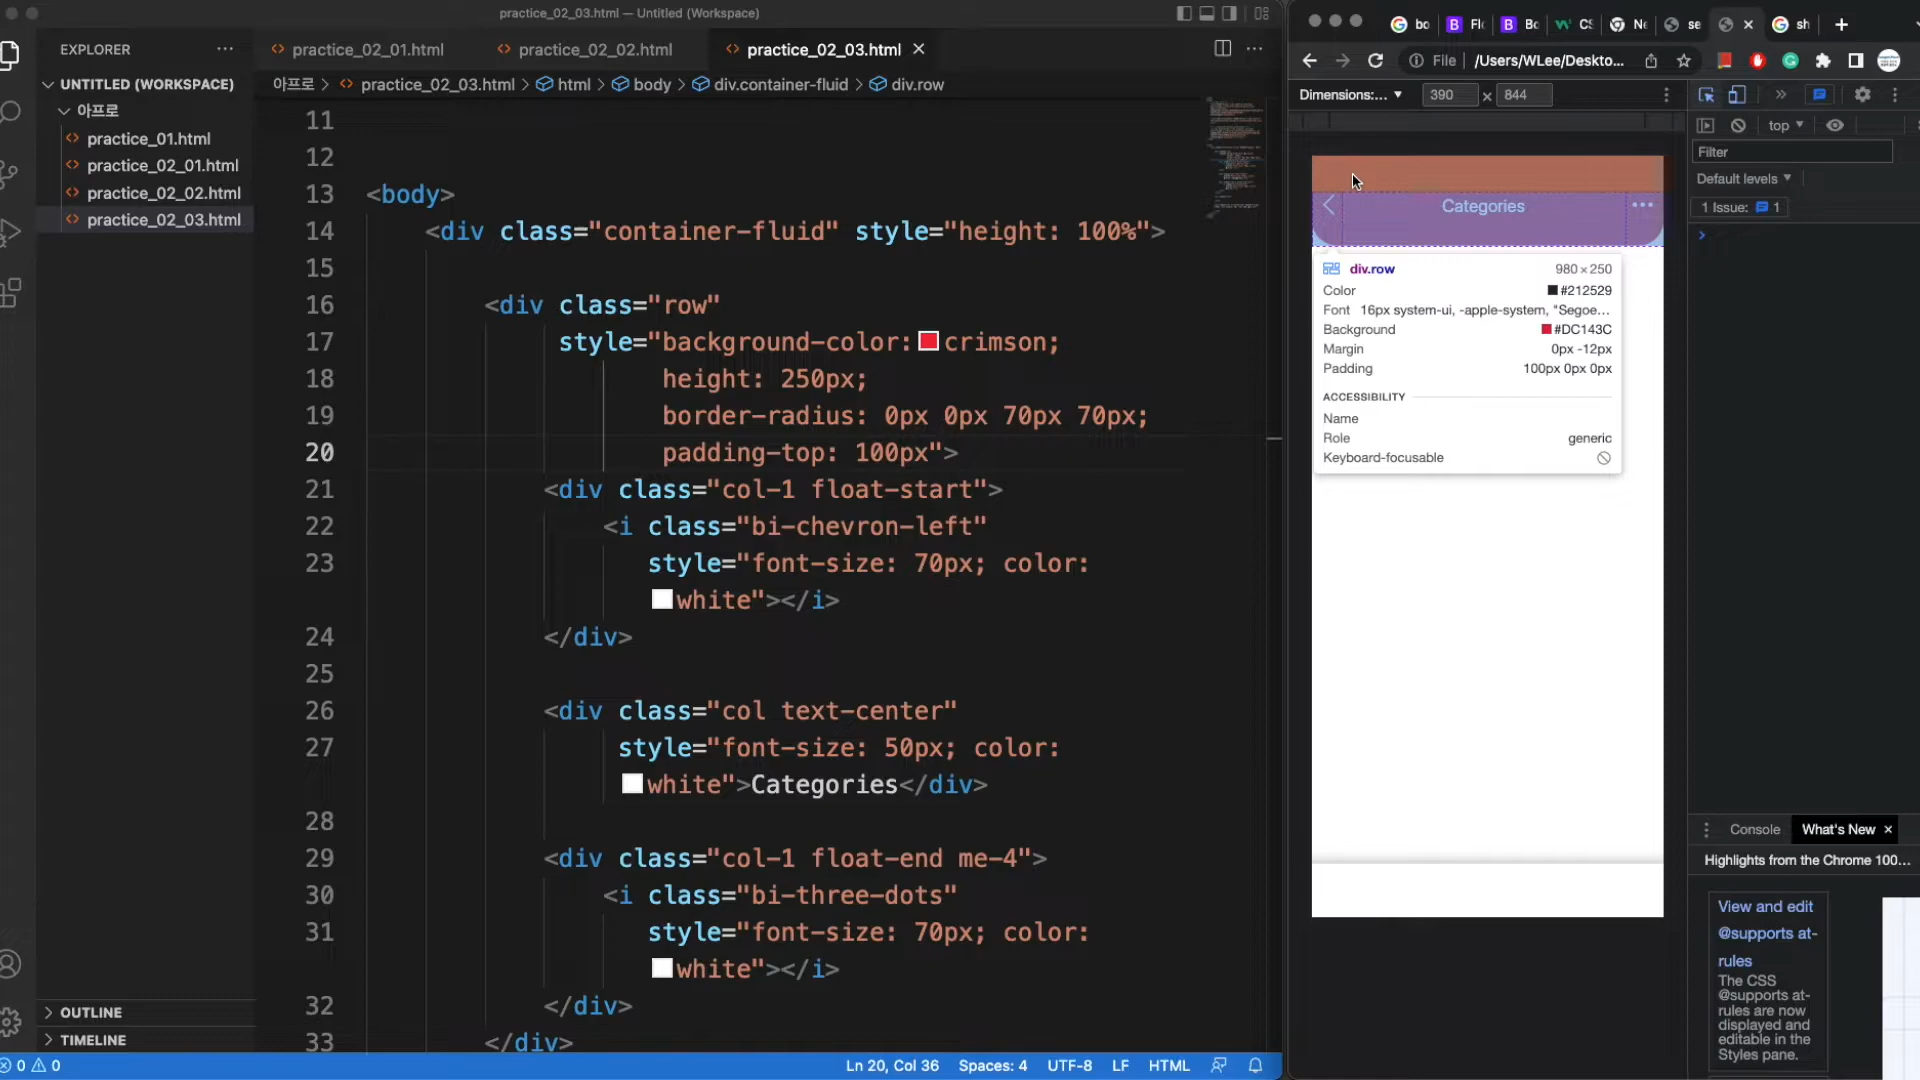 practice_02_03.html — Untitled (Workspace)
EXPLORER
UNTITLED (WORKSPACE)
아프로
practice_01.html
practice_02_01.html
practice_02_02.html
practice_02_03.html
OUTLINE
TIMELINE
practice_02_01.html
practice_02_02.html
practice_02_03.html
아프로 > practice_02_03.html > html > body > div.container-fluid > div.row
11
12
13 <body>
14 <div class="container-fluid" style="height: 100%">
15
16 <div class="row"
17 style="background-color: crimson;
18 height: 250px;
19 border-radius: 0px 0px 70px 70px;
20 padding-top: 100px">
21 <div class="col-1 float-start">
22 <i class="bi-chevron-left"
23 style="font-size: 70px; color:
white"></i>
24 </div>
25
26 <div class="col text-center"
27 style="font-size: 50px; color:
white">Categories</div>
28
29 <div class="col-1 float-end me-4">
30 <i class="bi-three-dots"
31 style="font-size: 70px; color:
white"></i>
32 </div>
33 </div>
0 0
Ln 20, Col 36 Spaces: 4 UTF-8 LF HTML
bo Fl Bo CS Ne se sh
File /Users/WLee/Deskto...
Dimensions:... 390 × 844
top
Filter
Default levels
1 Issue: 1
Categories
div.row 980 × 250
Color #212529
Font 16px system-ui, -apple-system, "Segoe...
Background #DC143C
Margin 0px -12px
Padding 100px 0px 0px
ACCESSIBILITY
Name
Role generic
Keyboard-focusable
Console What's New
Highlights from the Chrome 100...
View and edit
@supports at-
rules
The CSS
@supports at-
rules are now
displayed and
editable in the
Styles pane.